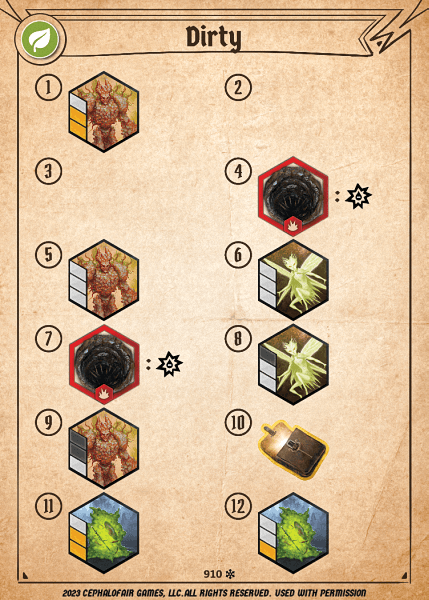 Dirty
1 2
3 4 :
5 6
7 : 8
9 10
11 12
910
2023 CEPHALOFAIR GAMES, LLC. ALL RIGHTS RESERVED. USED WITH PERMISSION